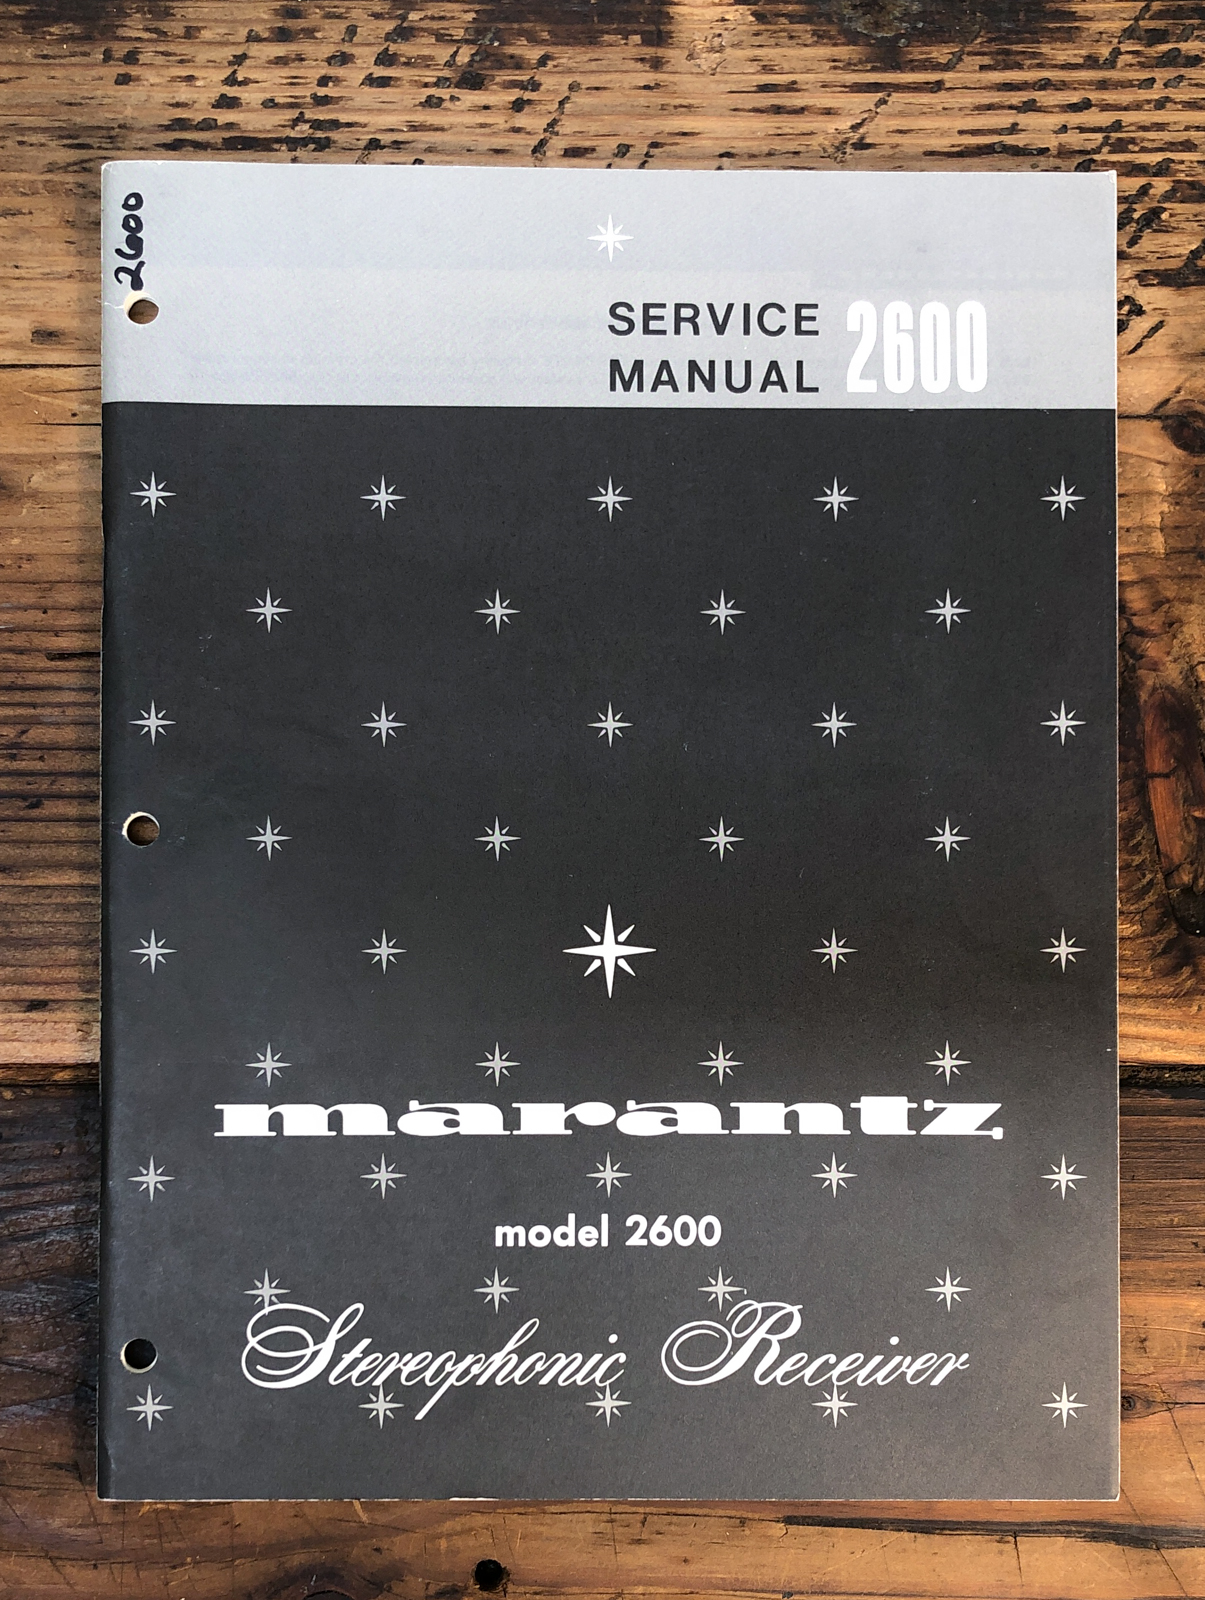 2600
SERVICE
MANUAL 2600
marantz
model 2600
Stereophonic Receiver